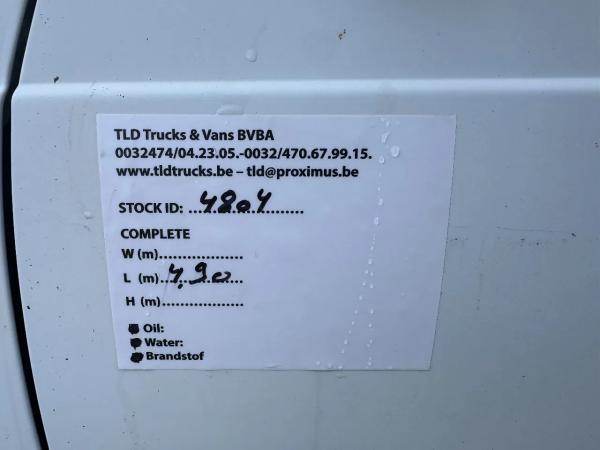 TLD Trucks & Vans BVBA
0032474/04.23.05.-0032/470.67.99.15.
www.tldtrucks.be – tld@proximus.be
STOCK ID: 4804
COMPLETE
W (m)..................
L (m) 4,90
H (m)..................
Oil:
Water:
Brandstof